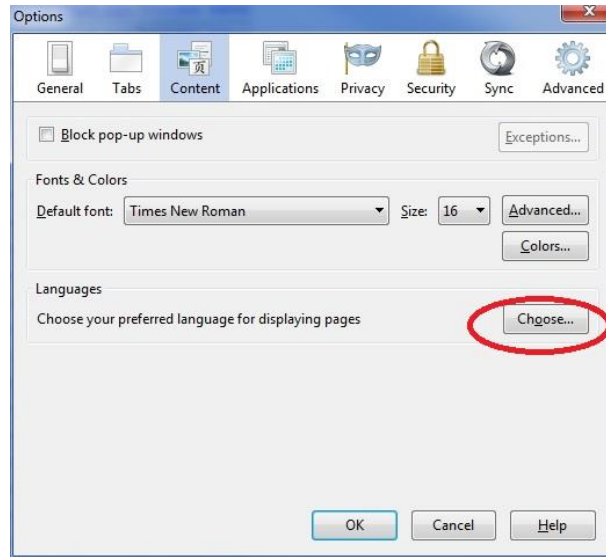 Options
General Tabs Content Applications Privacy Security Sync Advanced
Block pop-up windows Exceptions...
Fonts & Colors
Default font: Times New Roman Size: 16 Advanced...
Colors...
Languages
Choose your preferred language for displaying pages Choose...
OK Cancel Help